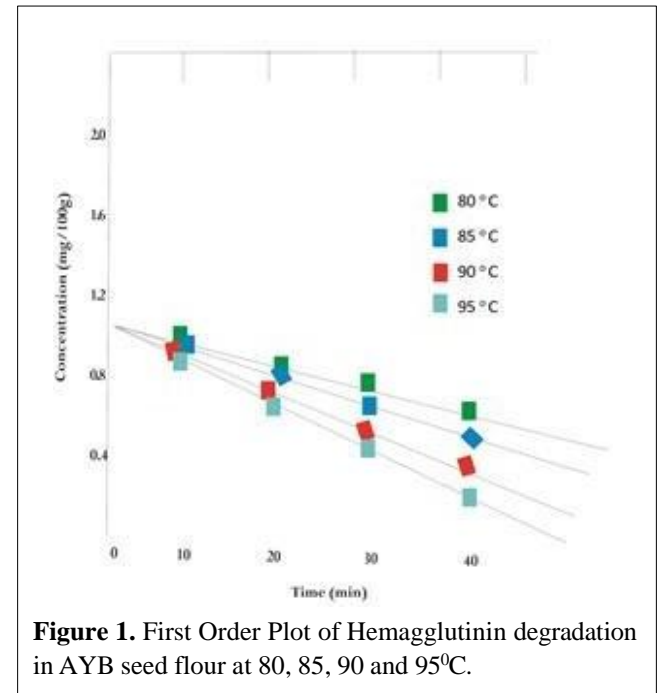 2.0
1.6
1.2
0.8
0.4
Concentration (mg/100g)
80 °C
85 °C
90 °C
95 °C
0 10 20 30 40
Time (min)
Figure 1. First Order Plot of Hemagglutinin degradation
in AYB seed flour at 80, 85, 90 and 95⁰C.